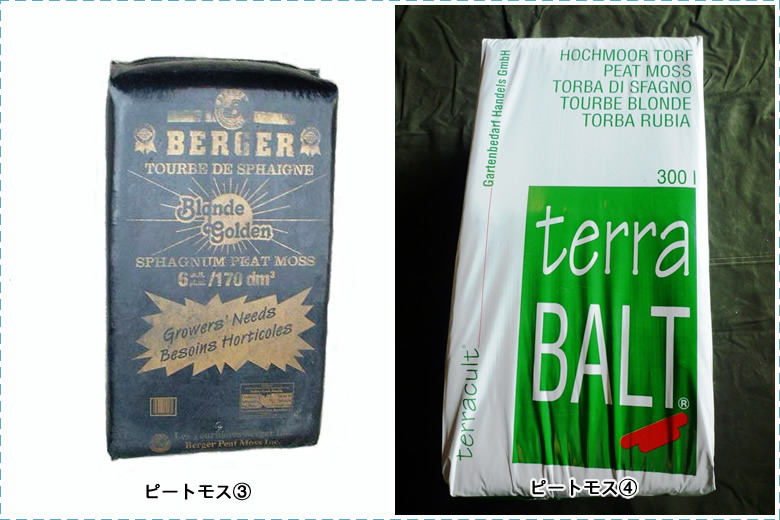 BERGER
TOURBE DE SPHAIGNE
Blonde
Golden
SPHAGNUM PEAT MOSS
6 /170 dm³
Growers' Needs
Besoins Horticoles
Berger Peat Moss Inc.
ピートモス③
HOCHMOOR TORF
PEAT MOSS
TORBA DI SFAGNO
TOURBE BLONDE
TORBA RUBIA
Gartenbedarf Handels GmbH
300 l
terra
BALT®
terracult®
ピートモス④